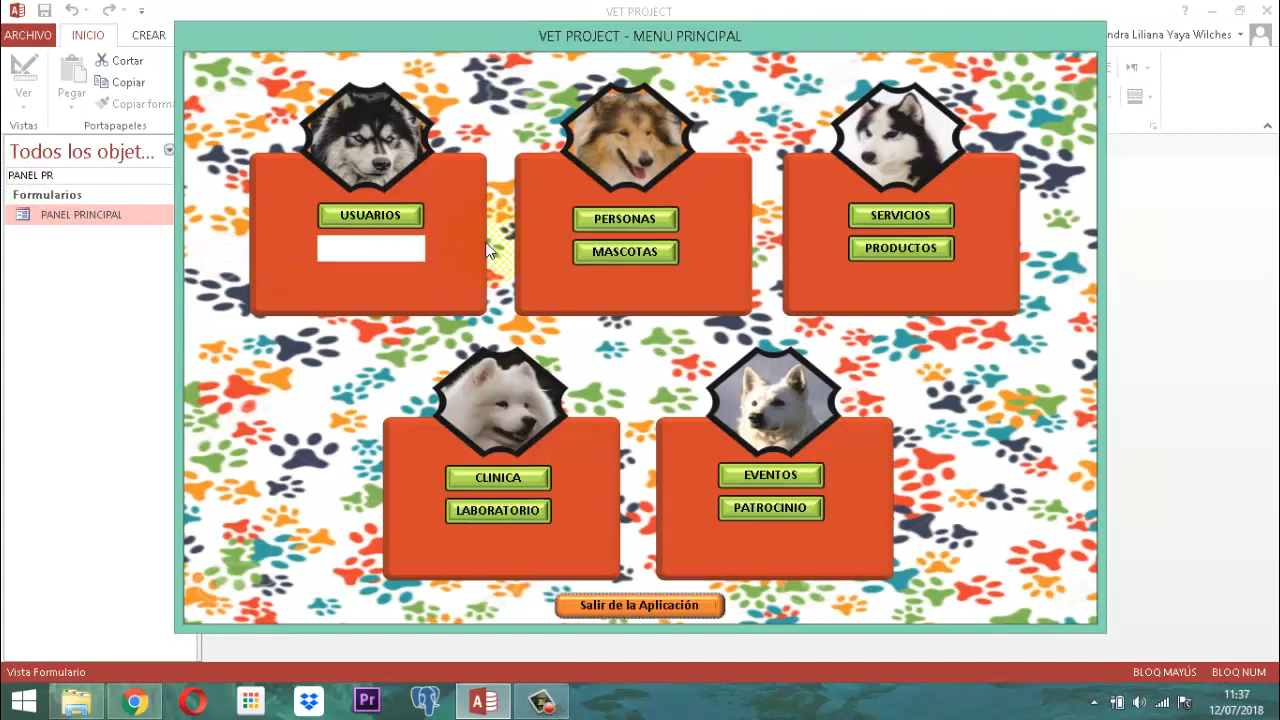 VET PROJECT
?
ARCHIVO
INICIO
CREAR
ndra Liliana Yaya Wilches
Ver
Pegar
Cortar
Copiar
Copiar forma
Vistas
Portapapeles
Todos los objet...
PANEL PR
Formularios
PANEL PRINCIPAL
VET PROJECT - MENU PRINCIPAL
USUARIOS
PERSONAS
MASCOTAS
SERVICIOS
PRODUCTOS
CLINICA
LABORATORIO
EVENTOS
PATROCINIO
Salir de la Aplicación
Vista Formulario
BLOQ MAYÚS
BLOQ NUM
Pr
11:37
12/07/2018